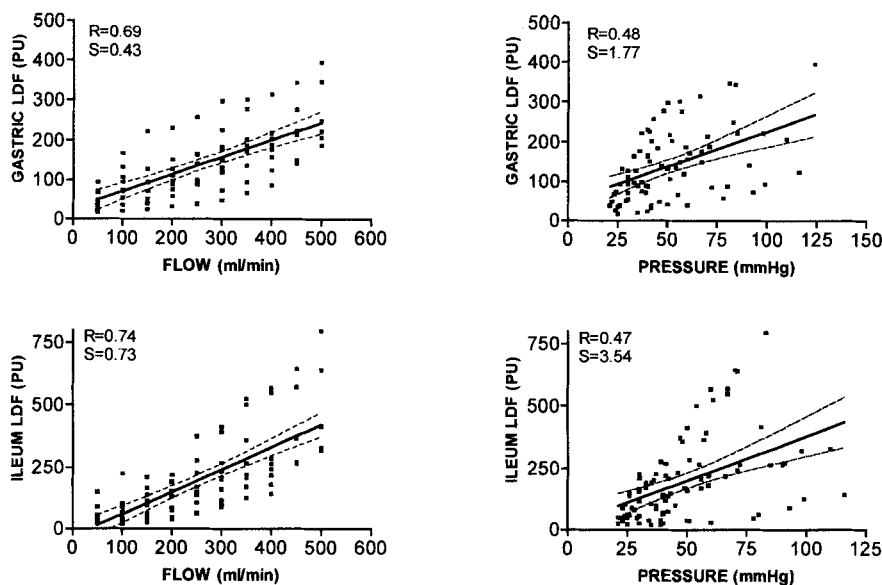 500
400
300
200
100
0
GASTRIC LDF (PU)
R=0.69
S=0.43
0 100 200 300 400 500 600
FLOW (ml/min)
500
400
300
200
100
0
GASTRIC LDF (PU)
R=0.48
S=1.77
0 25 50 75 100 125 150
PRESSURE (mmHg)
750
500
250
0
ILEUM LDF (PU)
R=0.74
S=0.73
0 100 200 300 400 500 600
FLOW (ml/min)
750
500
250
0
ILEUM LDF (PU)
R=0.47
S=3.54
0 25 50 75 100 125
PRESSURE (mmHg)